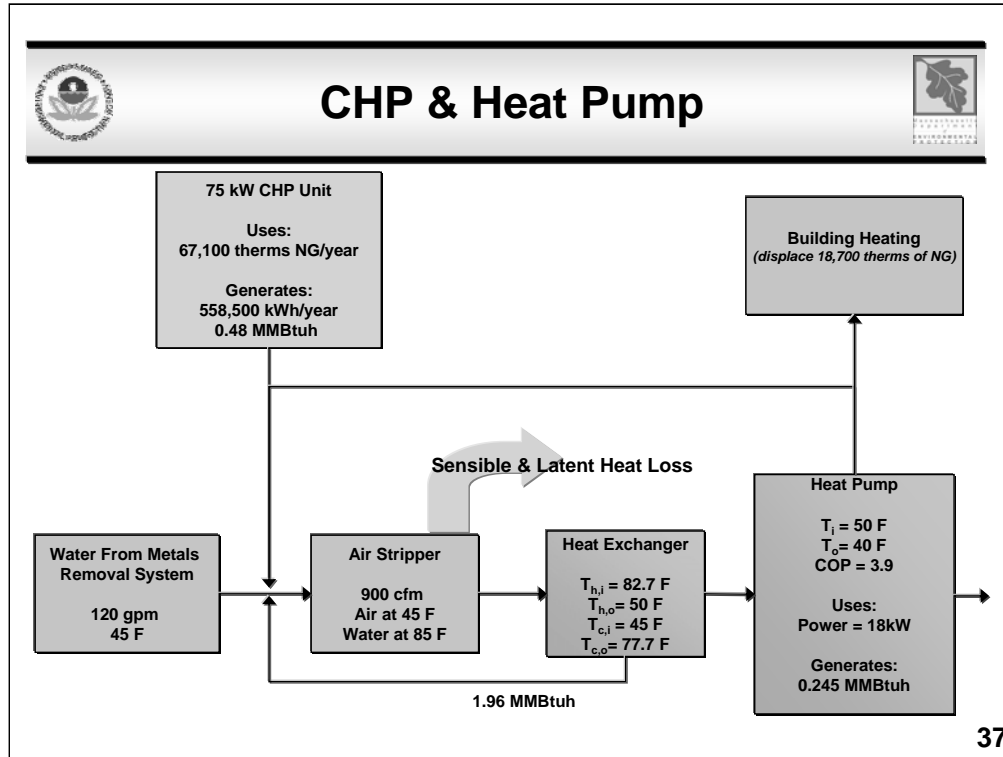 CHP & Heat Pump
75 kW CHP Unit
Uses:
67,100 therms NG/year
Generates:
558,500 kWh/year
0.48 MMBtuh
Building Heating
(displace 18,700 therms of NG)
Sensible & Latent Heat Loss
Water From Metals
Removal System
120 gpm
45 F
Air Stripper
900 cfm
Air at 45 F
Water at 85 F
Heat Exchanger
Th,i = 82.7 F
Th,o= 50 F
Tc,i = 45 F
Tc,o= 77.7 F
Heat Pump
Ti = 50 F
To= 40 F
COP = 3.9
Uses:
Power = 18kW
Generates:
0.245 MMBtuh
1.96 MMBtuh
37